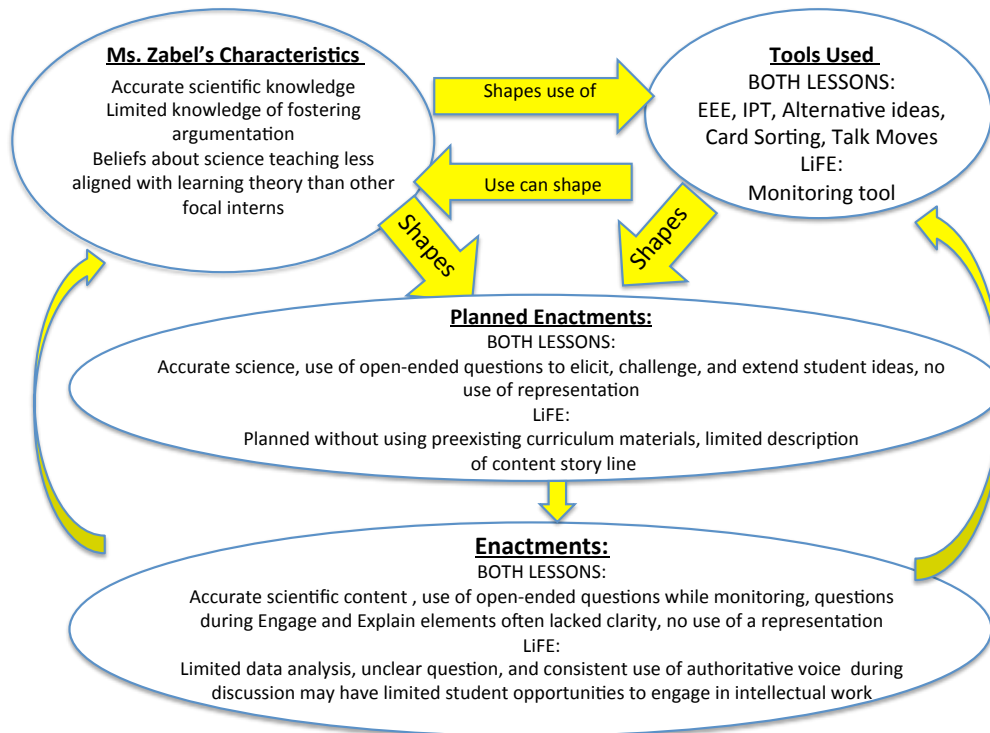 Ms. Zabel’s Characteristics
Accurate scientific knowledge
Limited knowledge of fostering
argumentation
Beliefs about science teaching less
aligned with learning theory than other
focal interns
Shapes use of
Use can shape
Tools Used
BOTH LESSONS:
EEE, IPT, Alternative ideas,
Card Sorting, Talk Moves
LiFE:
Monitoring tool
Shapes
Shapes
Planned Enactments:
BOTH LESSONS:
Accurate science, use of open-ended questions to elicit, challenge, and extend student ideas, no
use of representation
LiFE:
Planned without using preexisting curriculum materials, limited description
of content story line
Enactments:
BOTH LESSONS:
Accurate scientific content , use of open-ended questions while monitoring, questions
during Engage and Explain elements often lacked clarity, no use of a representation
LiFE:
Limited data analysis, unclear question, and consistent use of authoritative voice during
discussion may have limited student opportunities to engage in intellectual work